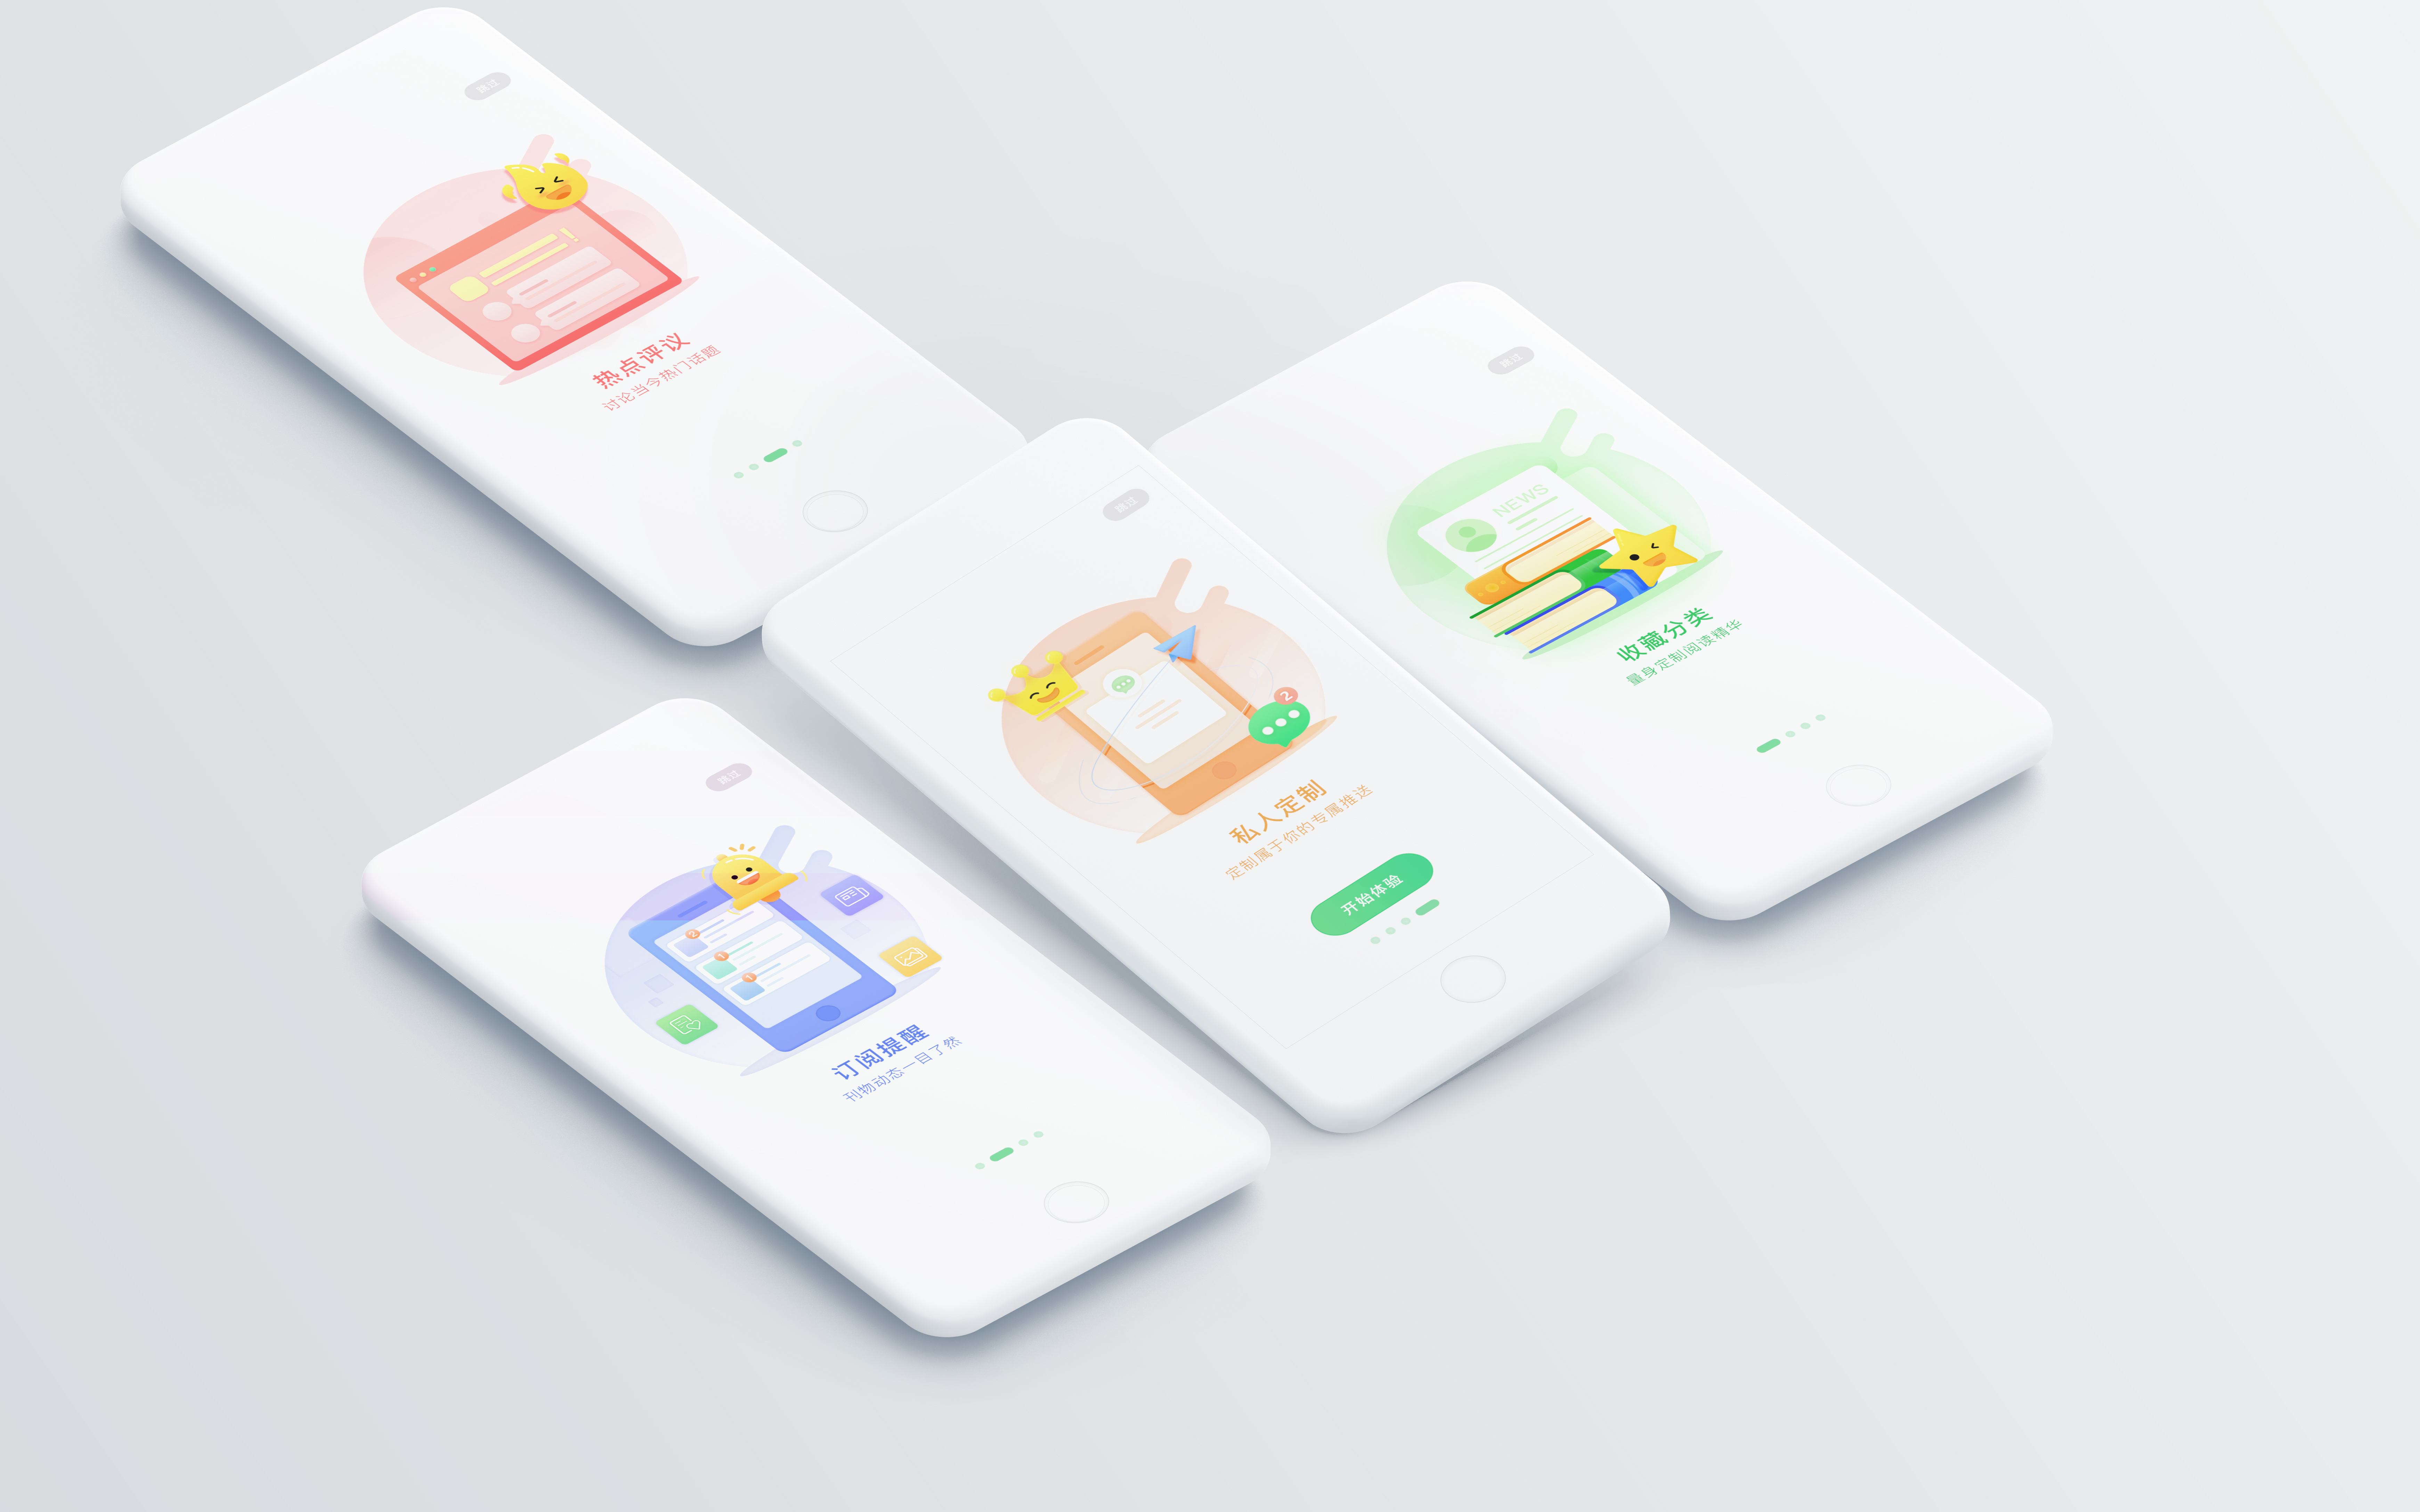 跳过
热点评议
讨论当今热门话题
跳过
NEWS
收藏分类
量身定制阅读精华
跳过
2
私人定制
定制属于你的专属推送
开始体验
跳过
2
1
1
订阅提醒
刊物动态一目了然